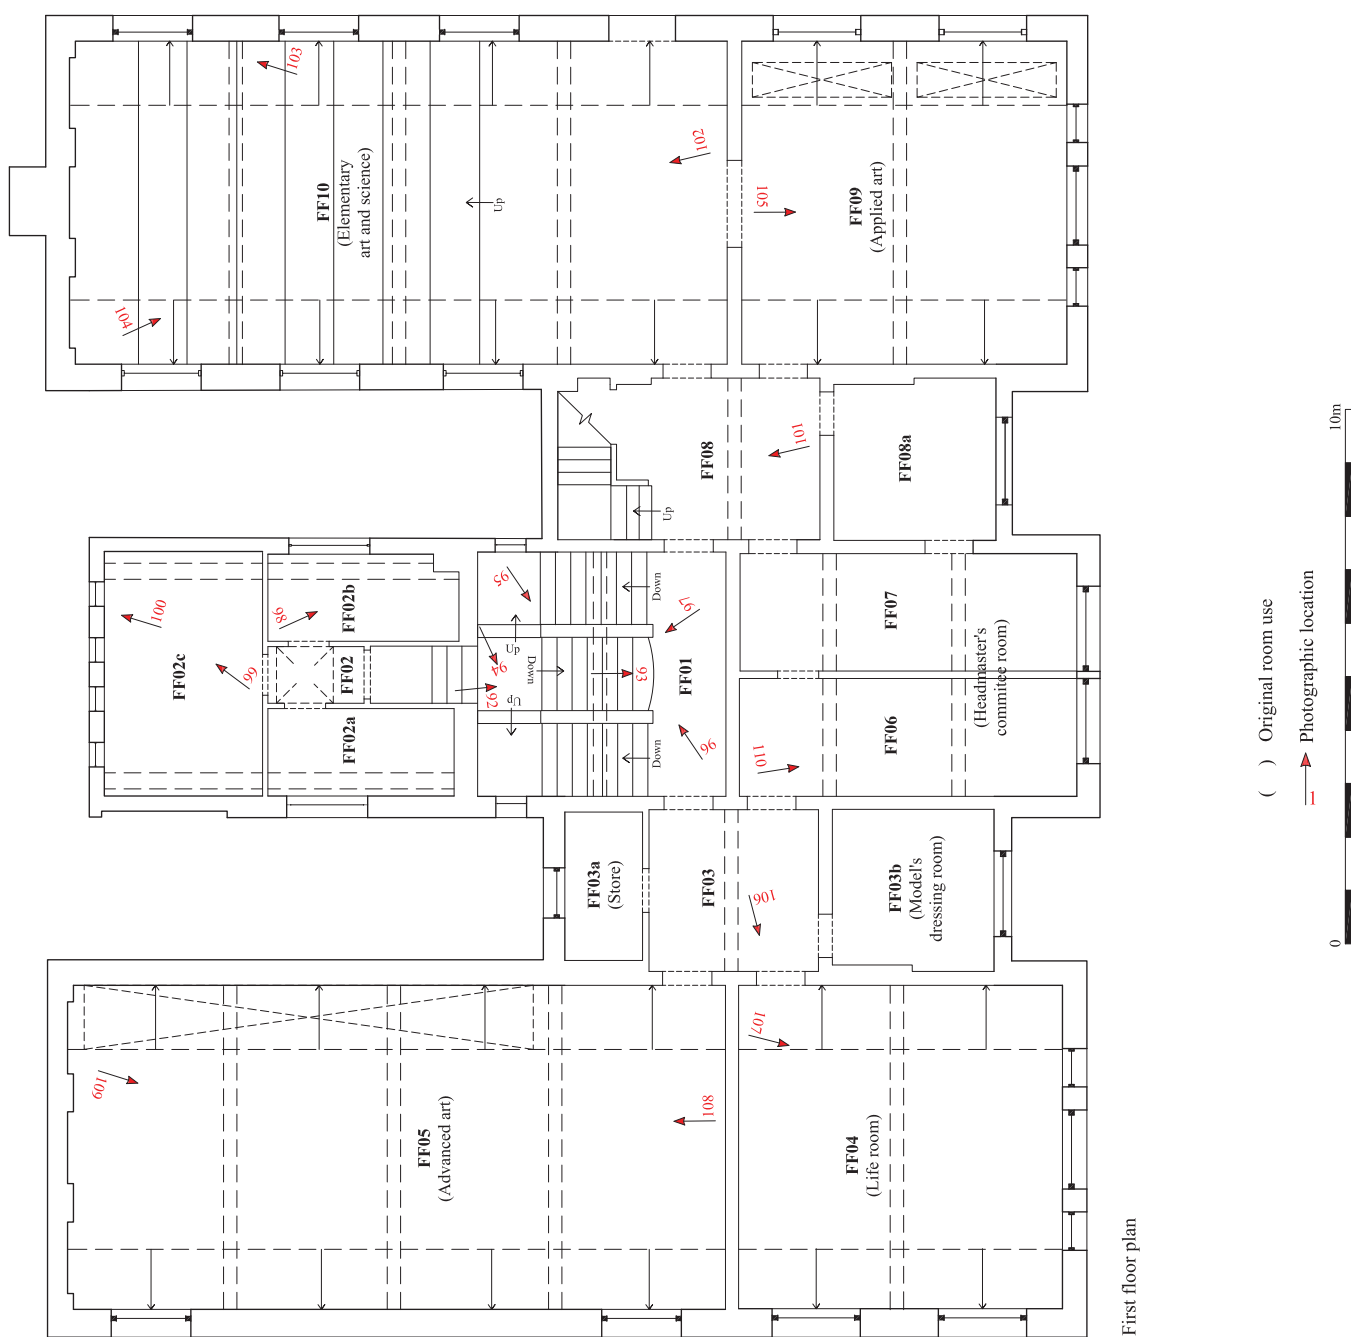 FF10
(Elementary
art and science)
Up
103
104
102
FF09
(Applied art)
105
FF08
Up
101
FF08a
FF02c
100
99
FF02b
98
FF02
FF02a
95
94
92
93
Up
Down
Up
Down
Down
FF01
97
96
FF07
FF06
(Headmaster's
commitee room)
110
FF03a
(Store)
FF03
106
FF03b
(Model's
dressing room)
FF05
(Advanced art)
109
108
FF04
(Life room)
107
First floor plan
( ) Original room use
1 Photographic location
0
10m